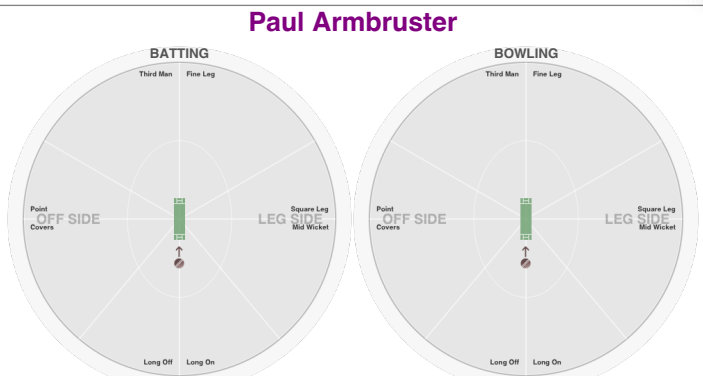 Paul Armbruster
BATTING
BOWLING
Third Man Fine Leg
Third Man Fine Leg
Point
OFF SIDE
Covers
Square Leg
LEG SIDE
Mid Wicket
Point
OFF SIDE
Covers
Square Leg
LEG SIDE
Mid Wicket
Long Off Long On
Long Off Long On